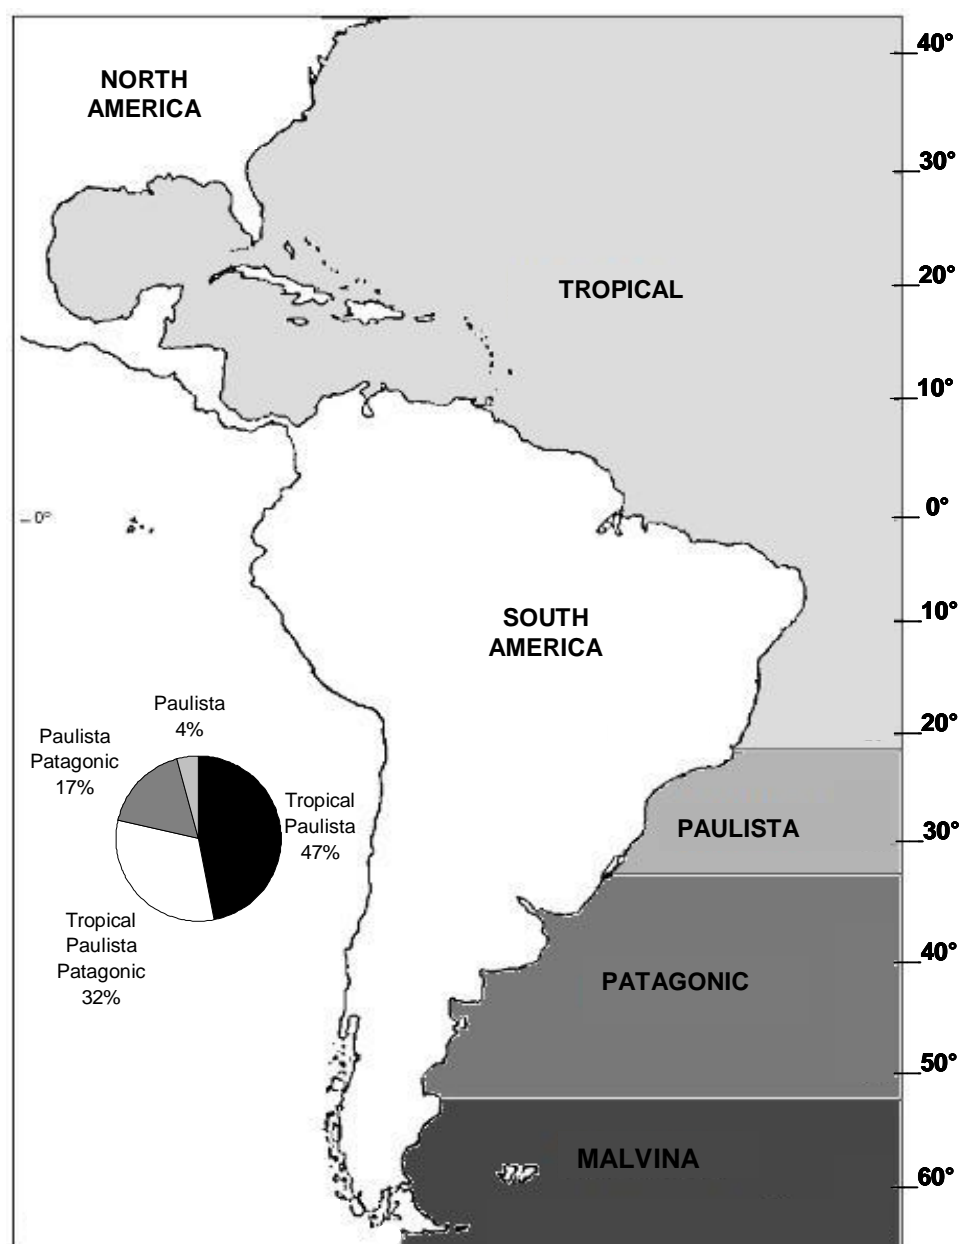 40°
NORTH
AMERICA
30°
20°
TROPICAL
10°
0°
0°
10°
SOUTH
AMERICA
20°
Paulista
4%
Paulista
Patagonic
17%
Tropical
Paulista
47%
PAULISTA
30°
Tropical
Paulista
Patagonic
32%
40°
PATAGONIC
50°
MALVINA
60°